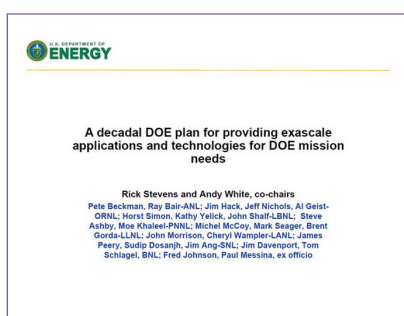 U.S. DEPARTMENT OF
ENERGY
A decadal DOE plan for providing exascale
applications and technologies for DOE mission
needs
Rick Stevens and Andy White, co-chairs
Pete Beckman, Ray Bair-ANL; Jim Hack, Jeff Nichols, Al Geist-
ORNL; Horst Simon, Kathy Yelick, John Shalf-LBNL; Steve
Ashby, Moe Khaleel-PNNL; Michel McCoy, Mark Seager, Brent
Gorda-LLNL; John Morrison, Cheryl Wampler-LANL; James
Peery, Sudip Dosanjh, Jim Ang-SNL; Jim Davenport, Tom
Schlagel, BNL; Fred Johnson, Paul Messina, ex officio